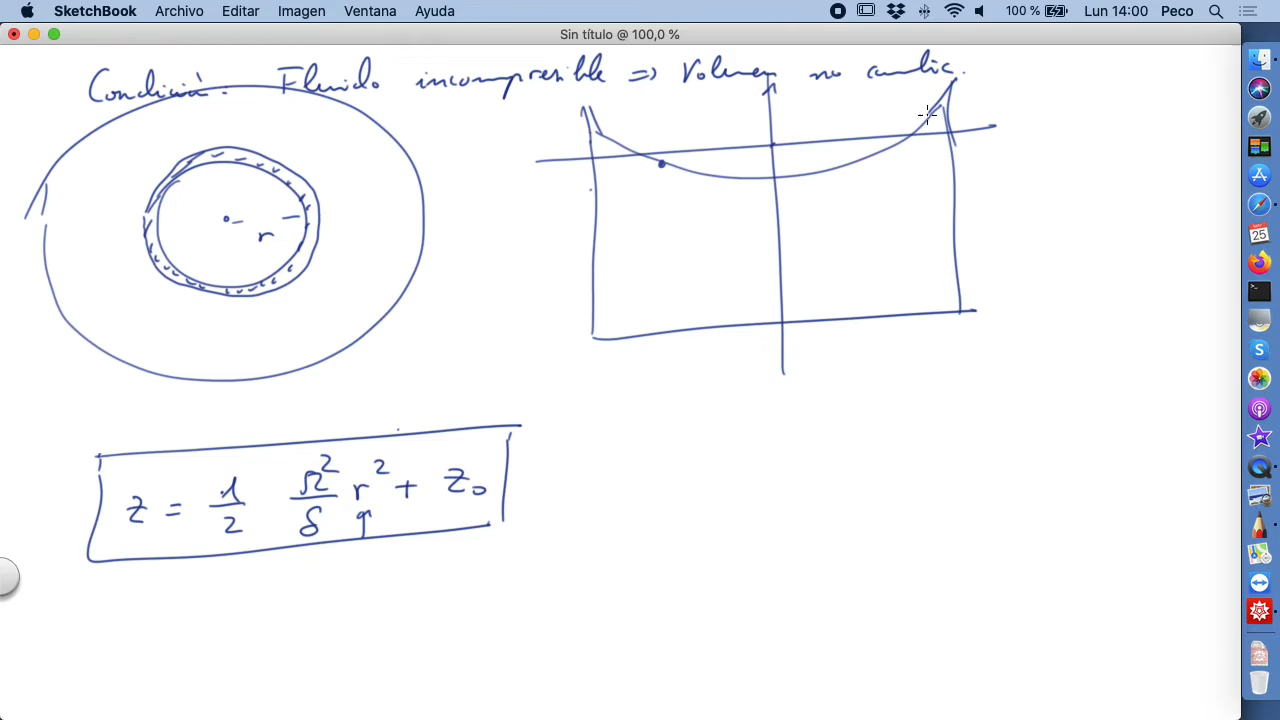 SketchBook Archivo Editar Imagen Ventana Ayuda 100 % Lun 14:00 Peco
Sin título @ 100,0 %
Condición: Fluido incompresible => Volumen no cambia.
r
z = 1/2 Ω²/g r² + z₀
25